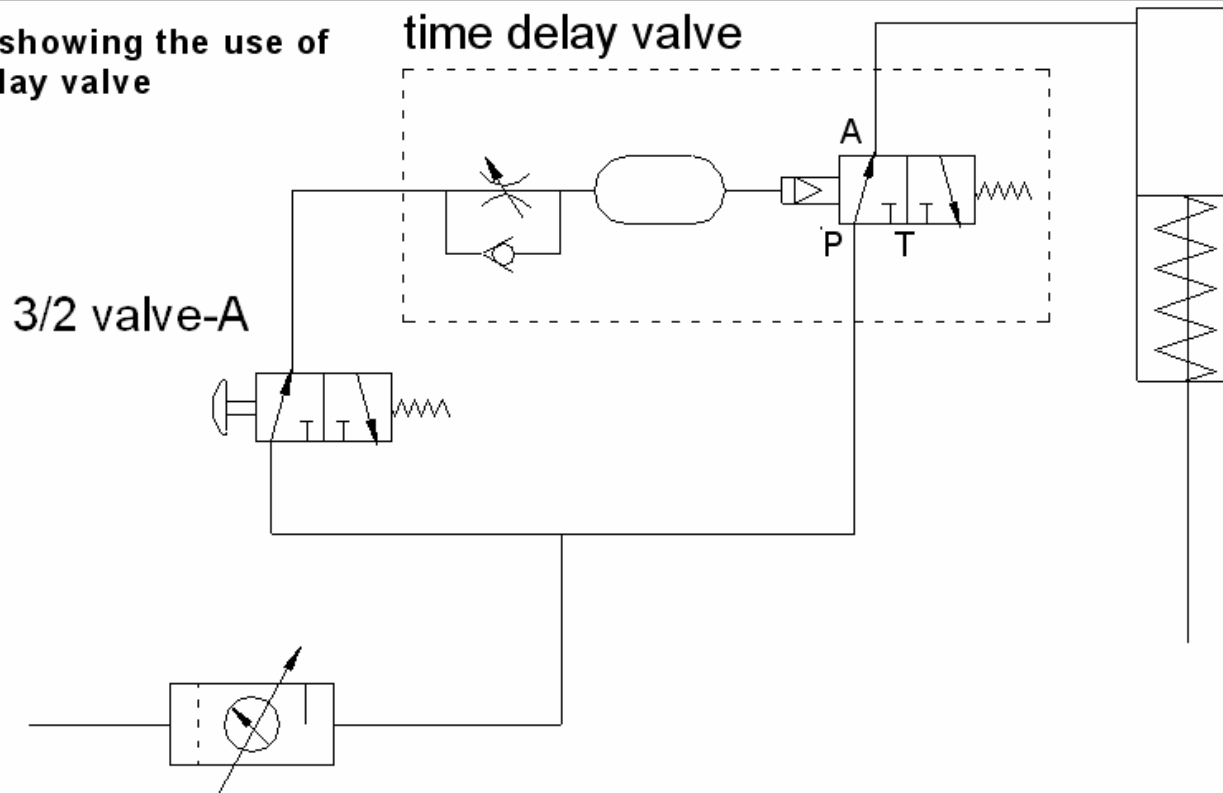 showing the use of
lay valve
time delay valve
A
P T
3/2 valve-A